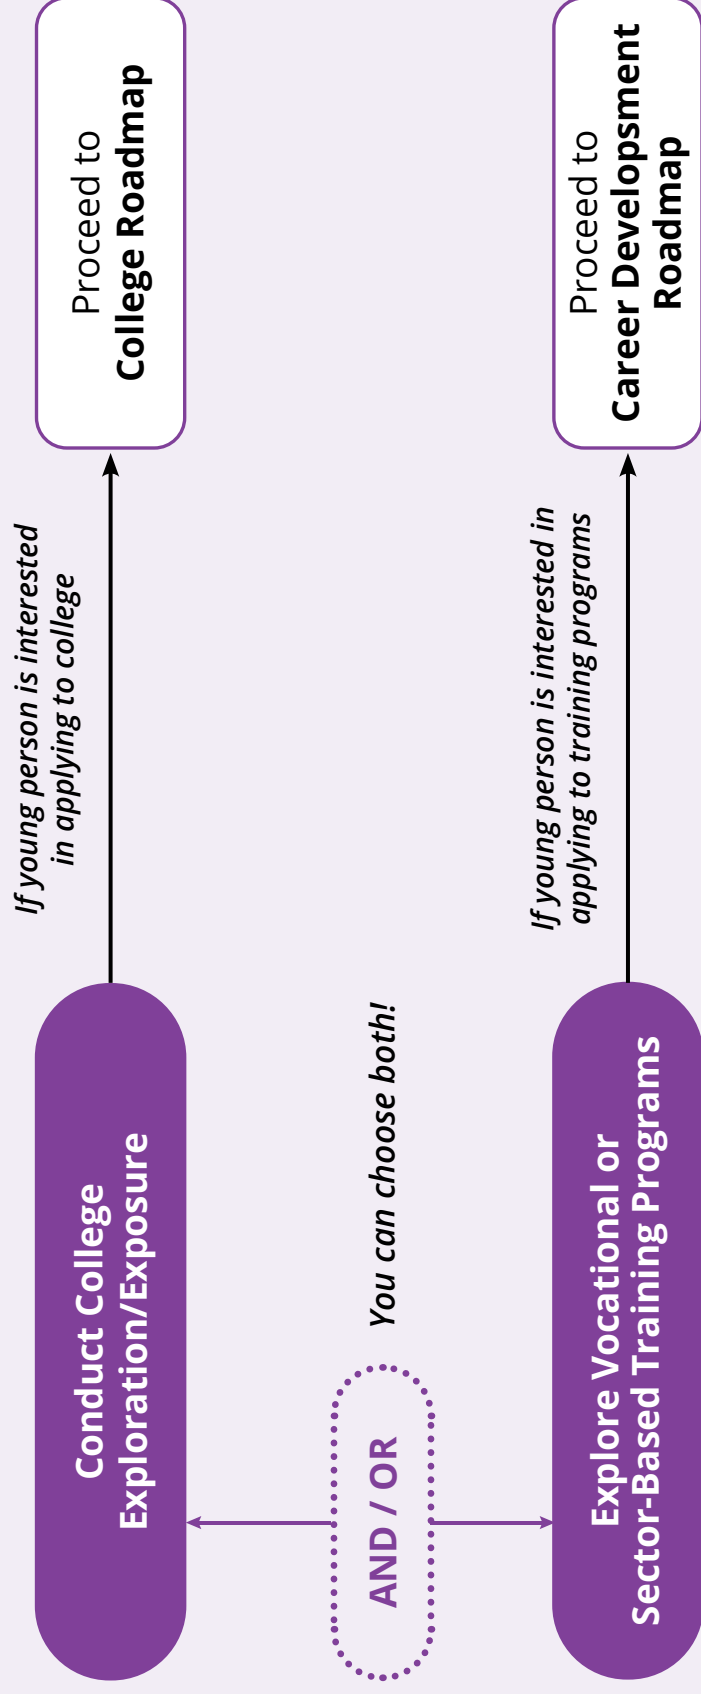 Conduct College
Exploration/Exposure
If young person is interested
in applying to college
Proceed to
College Roadmap
AND / OR
You can choose both!
Explore Vocational or
Sector-Based Training Programs
If young person is interested in
applying to training programs
Proceed to
Career Developsment
Roadmap